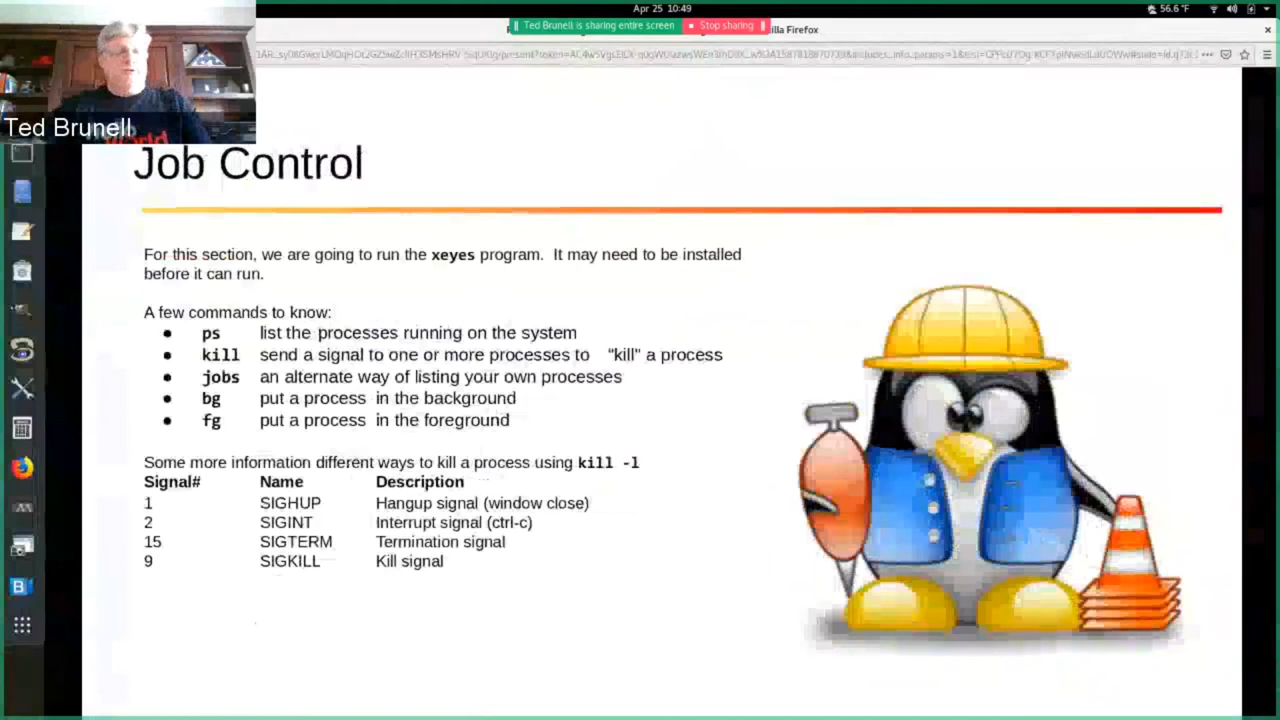 Apr 25 10:49
56.6 °F
Ted Brunell is sharing entire screen
Stop sharing
illa Firefox
Ted Brunell
World
Job Control
For this section, we are going to run the xeyes program. It may need to be installed
before it can run.
A few commands to know:
● ps list the processes running on the system
● kill send a signal to one or more processes to "kill" a process
● jobs an alternate way of listing your own processes
● bg put a process in the background
● fg put a process in the foreground
Some more information different ways to kill a process using kill -l
Signal# Name Description
1 SIGHUP Hangup signal (window close)
2 SIGINT Interrupt signal (ctrl-c)
15 SIGTERM Termination signal
9 SIGKILL Kill signal